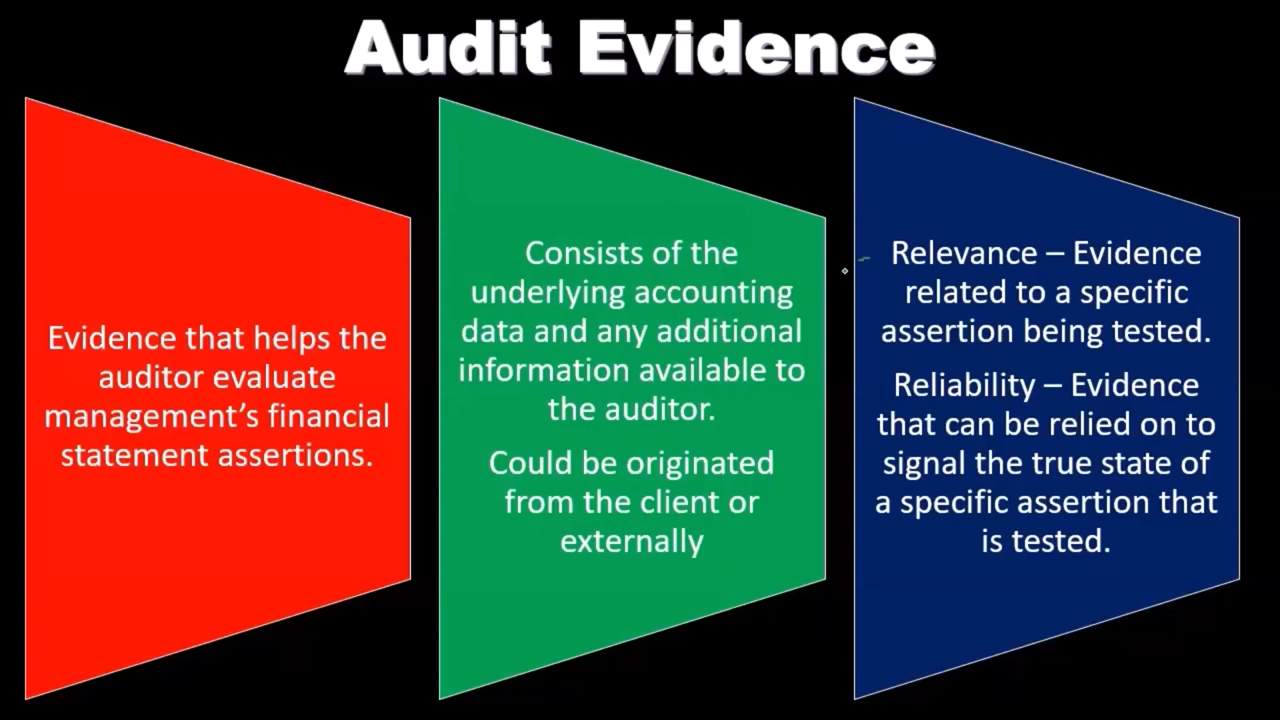 Audit Evidence
Evidence that helps the
auditor evaluate
management’s financial
statement assertions.
Consists of the
underlying accounting
data and any additional
information available to
the auditor.
Could be originated
from the client or
externally
Relevance – Evidence
related to a specific
assertion being tested.
Reliability – Evidence
that can be relied on to
signal the true state of
a specific assertion that
is tested.